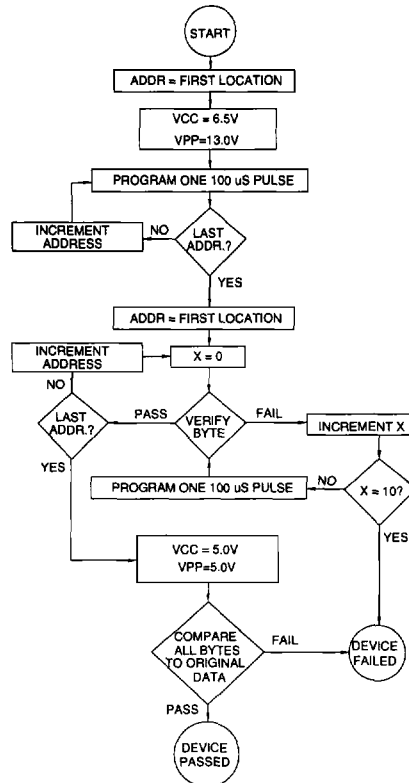 START
ADDR = FIRST LOCATION
VCC = 6.5V
VPP=13.0V
PROGRAM ONE 100 uS PULSE
INCREMENT
ADDRESS
NO
LAST
ADDR.?
YES
ADDR = FIRST LOCATION
INCREMENT
ADDRESS
X = 0
NO
LAST
ADDR.?
PASS
VERIFY
BYTE
FAIL
INCREMENT X
YES
PROGRAM ONE 100 uS PULSE
NO
X = 10?
YES
VCC = 5.0V
VPP=5.0V
COMPARE
ALL BYTES
TO ORIGINAL
DATA
FAIL
DEVICE
FAILED
PASS
DEVICE
PASSED